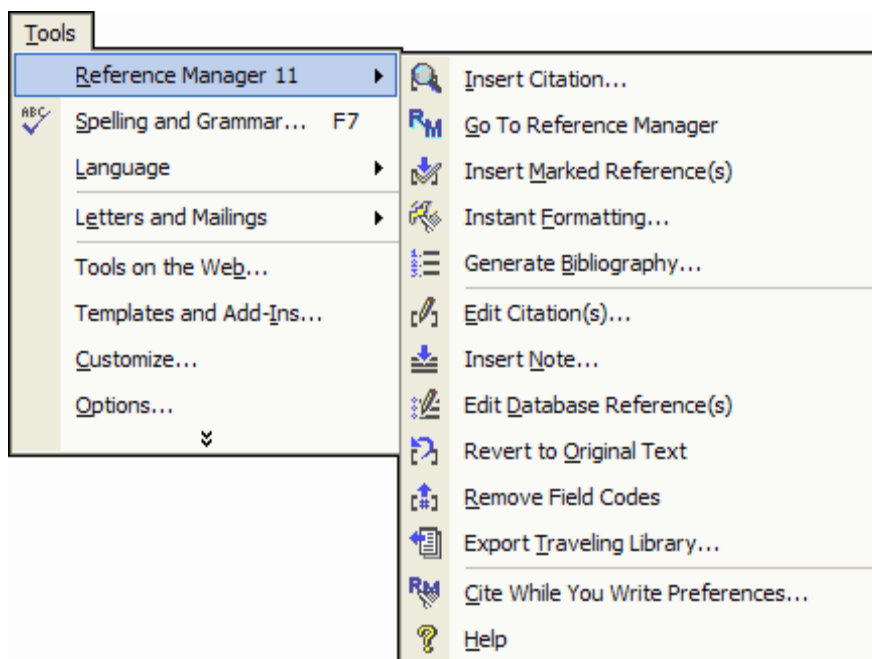 Tools
Reference Manager 11
ABC
Spelling and Grammar... F7
Language
Letters and Mailings
Tools on the Web...
Templates and Add-Ins...
Customize...
Options...
Insert Citation...
RM
Go To Reference Manager
Insert Marked Reference(s)
Instant Formatting...
Generate Bibliography...
Edit Citation(s)...
Insert Note...
Edit Database Reference(s)
Revert to Original Text
Remove Field Codes
Export Traveling Library...
RM
Cite While You Write Preferences...
Help